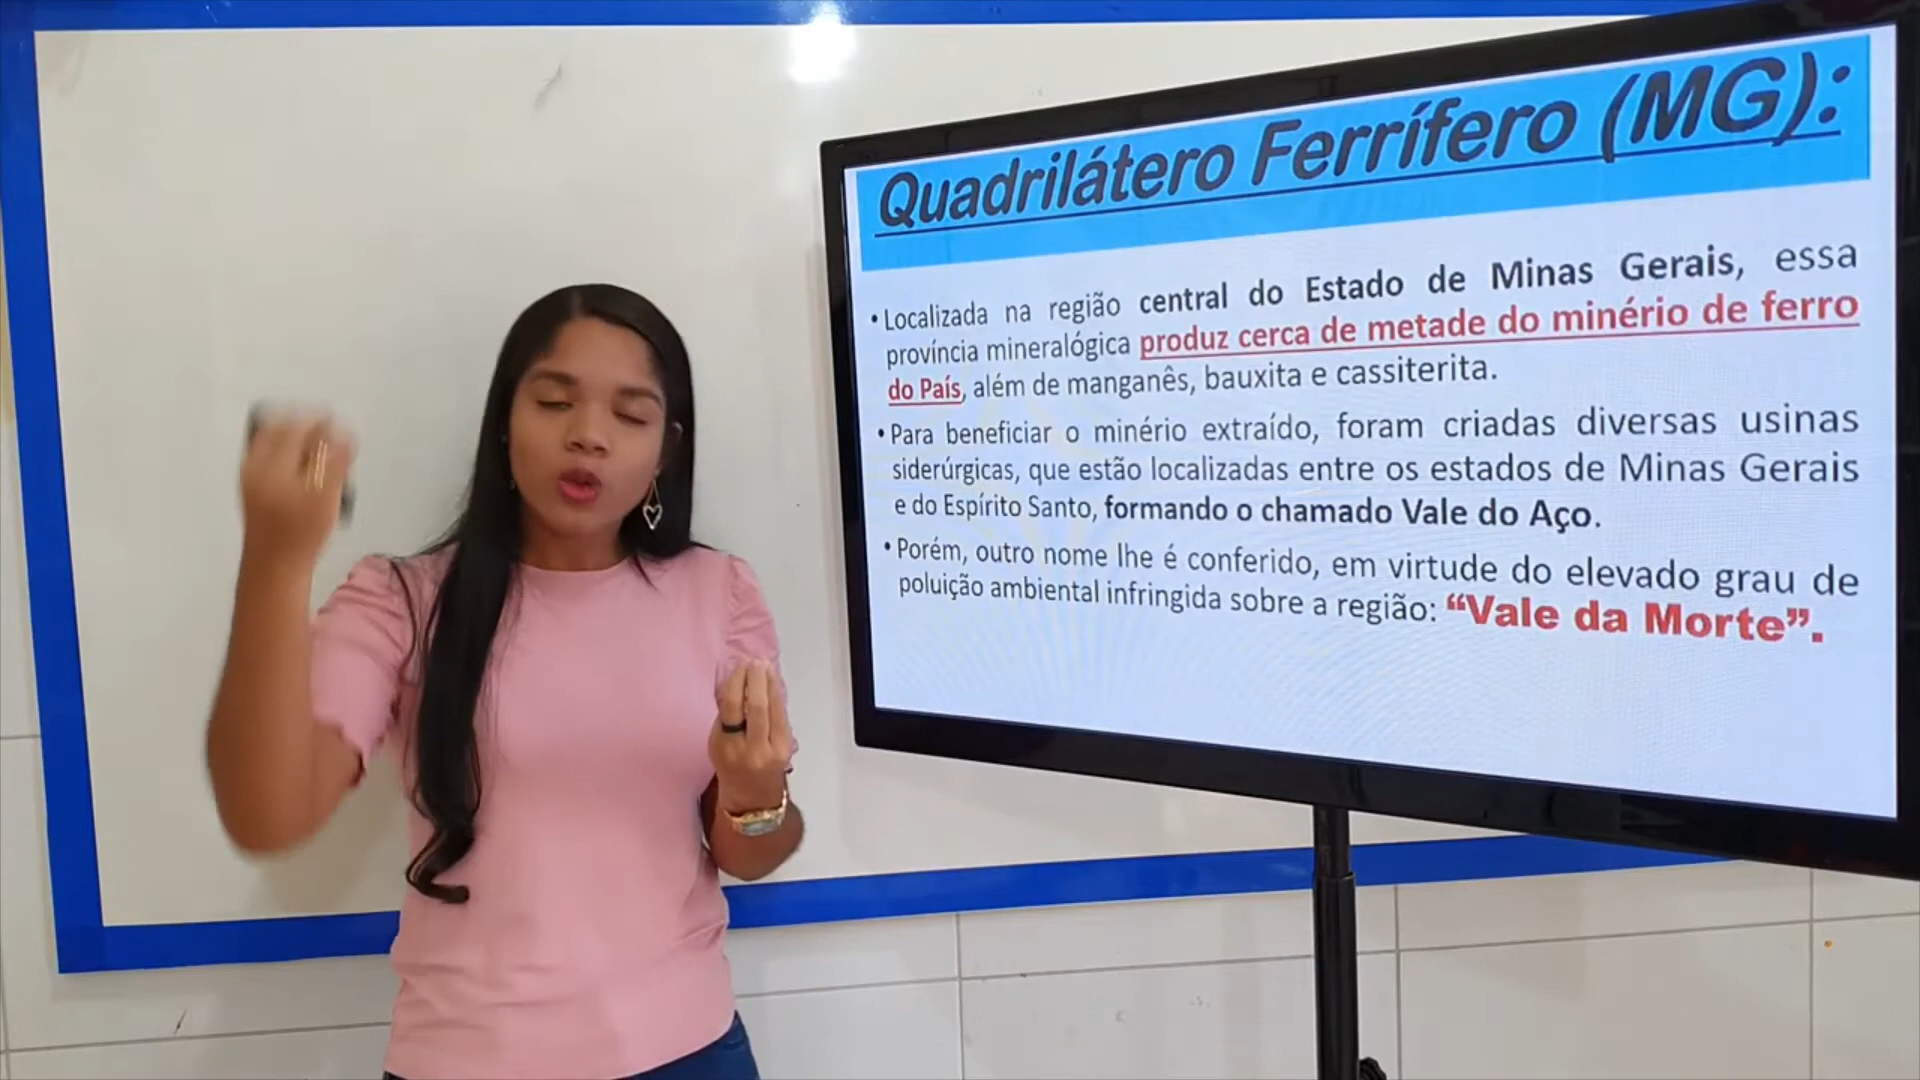 Quadrilátero Ferrífero (MG):
•Localizada na região central do Estado de Minas Gerais, essa
província mineralógica produz cerca de metade do minério de ferro
do País, além de manganês, bauxita e cassiterita.
•Para beneficiar o minério extraído, foram criadas diversas usinas
siderúrgicas, que estão localizadas entre os estados de Minas Gerais
e do Espírito Santo, formando o chamado Vale do Aço.
•Porém, outro nome lhe é conferido, em virtude do elevado grau de
poluição ambiental infringida sobre a região: “Vale da Morte”.